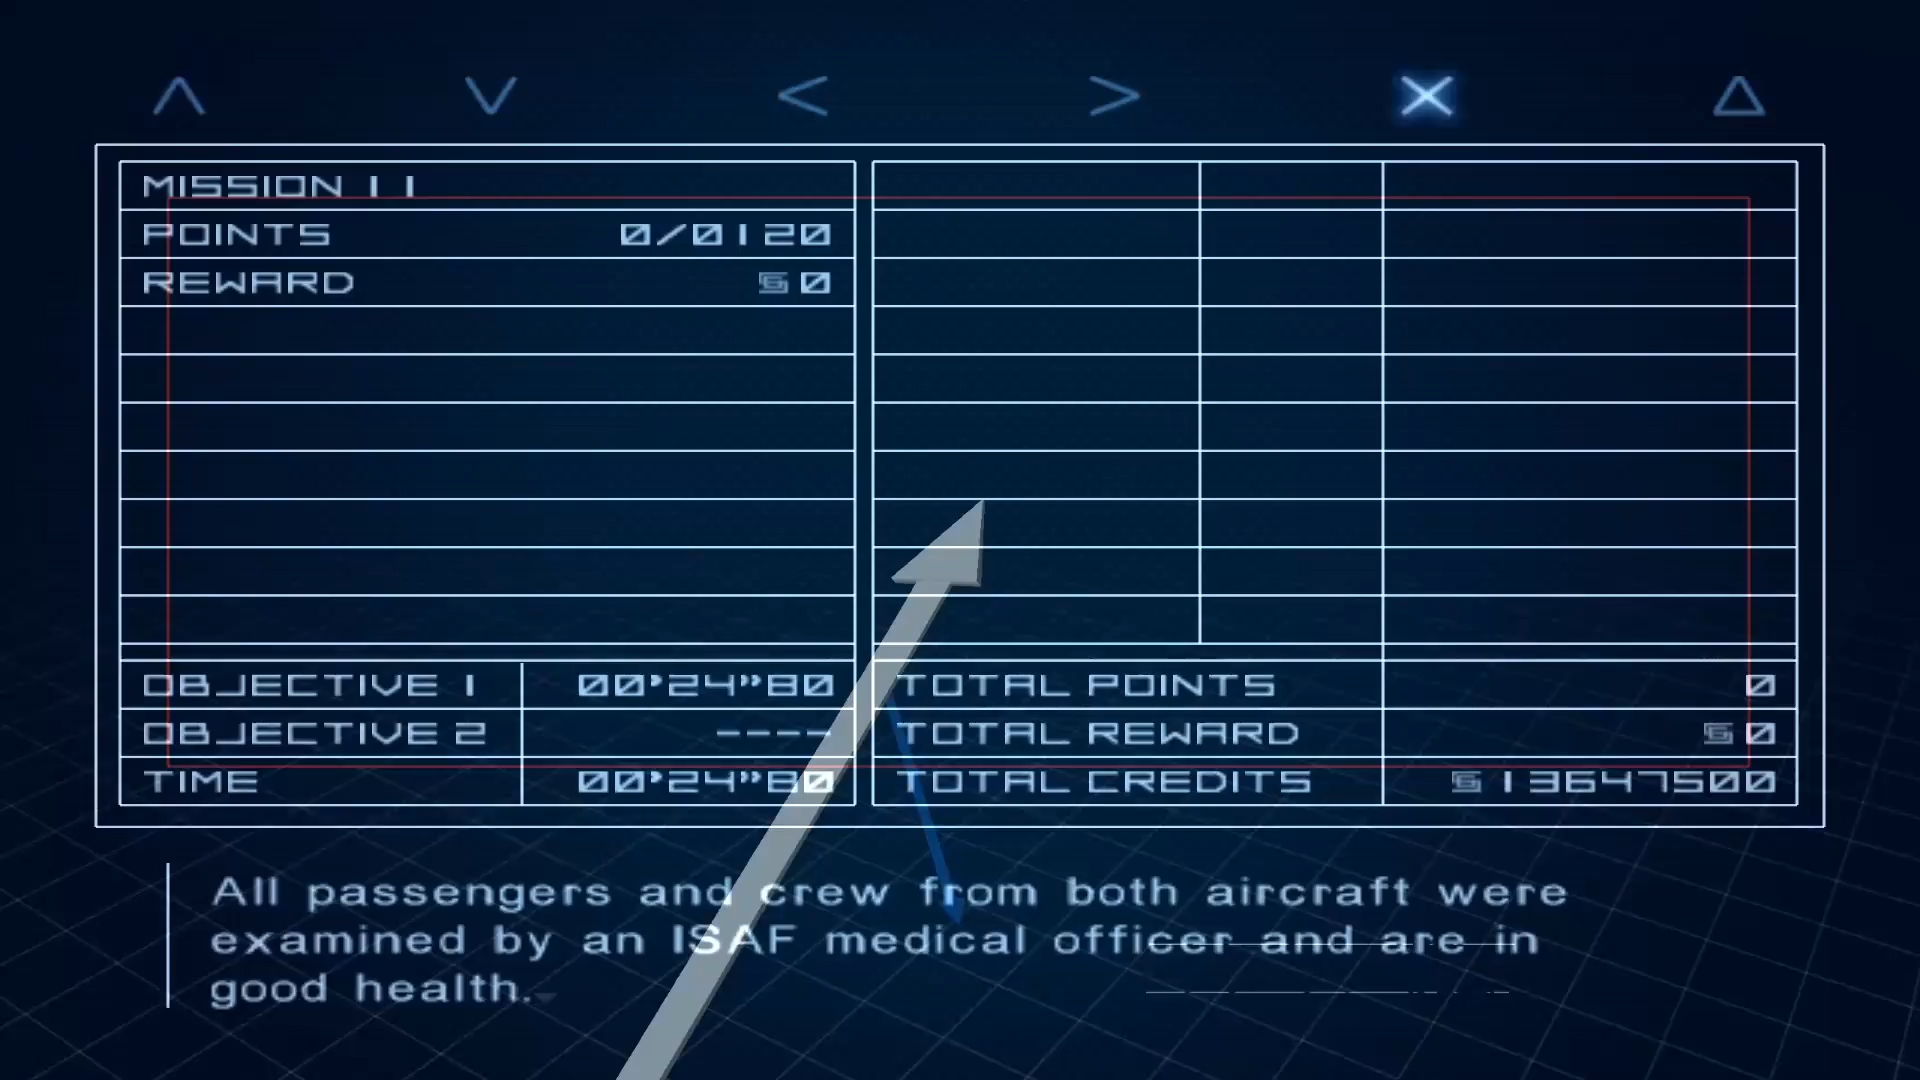 MISSION 11
POINTS 0/0120
REWARD $ 0
OBJECTIVE 1 00'24"80
OBJECTIVE 2 ----
TIME 00'24"80
TOTAL POINTS 0
TOTAL REWARD $ 0
TOTAL CREDITS $ 13647500
All passengers and crew from both aircraft were
examined by an ISAF medical officer and are in
good health.